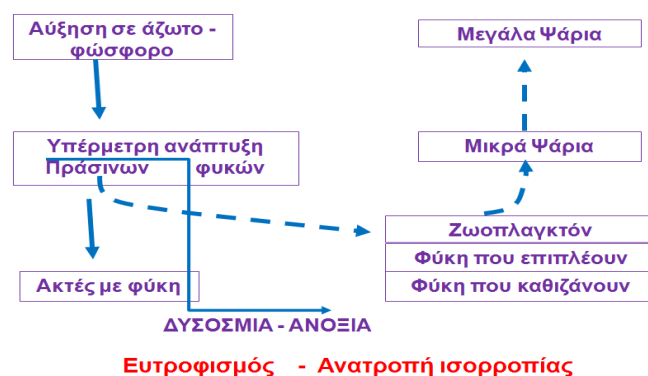 Αύξηση σε άζωτο -
φώσφορο
Μεγάλα Ψάρια
Υπέρμετρη ανάπτυξη
Πράσινων φυκών
Μικρά Ψάρια
Ζωοπλαγκτόν
Φύκη που επιπλέουν
Φύκη που καθιζάνουν
Ακτές με φύκη
ΔΥΣΟΣΜΙΑ - ΑΝΟΞΙΑ
Ευτροφισμός - Ανατροπή ισορροπίας